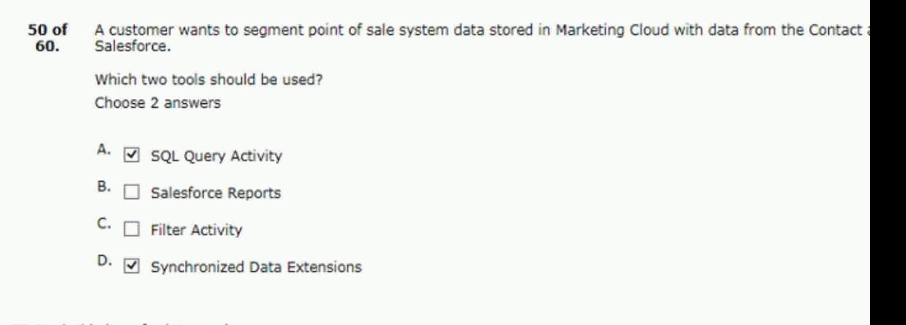 50 of A customer wants to segment point of sale system data stored in Marketing Cloud with data from the Contact
60. Salesforce.
Which two tools should be used?
Choose 2 answers
A. SQL Query Activity
B. Salesforce Reports
C. Filter Activity
D. Synchronized Data Extensions